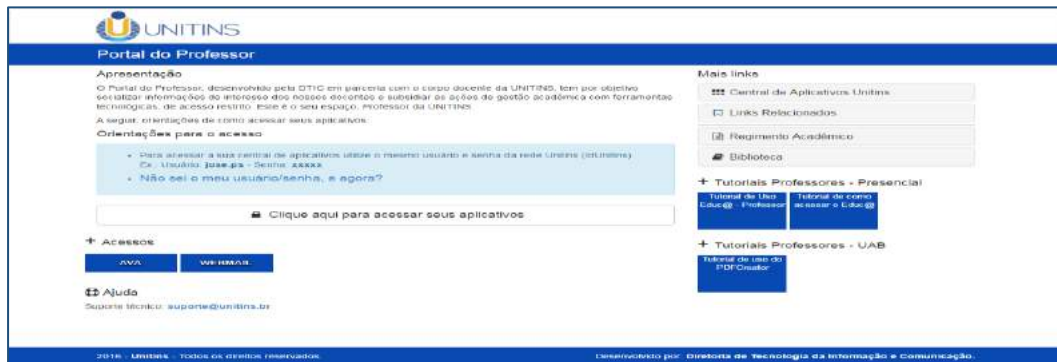 UNITINS
Portal do Professor
Apresentação
O Portal do Professor, desenvolvido pela DTIC em parceria com o corpo docente da UNITINS, tem por objetivo
socializar informações de interesse dos nossos docentes e subsidiar as ações de gestão acadêmica com ferramentas
tecnológicas, de acesso restrito. Este é o seu espaço, Professor da UNITINS.
A seguir, orientações de como acessar seus aplicativos.
Orientações para o acesso
Para acessar a sua central de aplicativos utilize o mesmo usuário e senha da rede Unitins (IdUnitins).
Ex.: Usuário: jose.ps - Senha: xxxxx
Não sei o meu usuário/senha, e agora?
Clique aqui para acessar seus aplicativos
+ Acessos
AVA
WEBMAIL
Ajuda
Suporte técnico: suporte@unitins.br
Mais links
Central de Aplicativos Unitins
Links Relacionados
Regimento Acadêmico
Biblioteca
+ Tutoriais Professores - Presencial
Tutorial de Uso
Educ@ - Professor
Tutorial de como
acessar o Educ@
+ Tutoriais Professores - UAB
Tutorial de uso do
PDFCreator
2016 - Unitins - Todos os direitos reservados.
Desenvolvido por: Diretoria de Tecnologia da Informação e Comunicação.